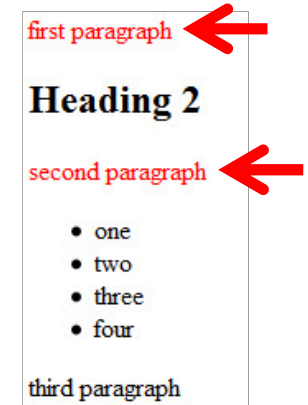 first paragraph
Heading 2
second paragraph
• one
• two
• three
• four
third paragraph